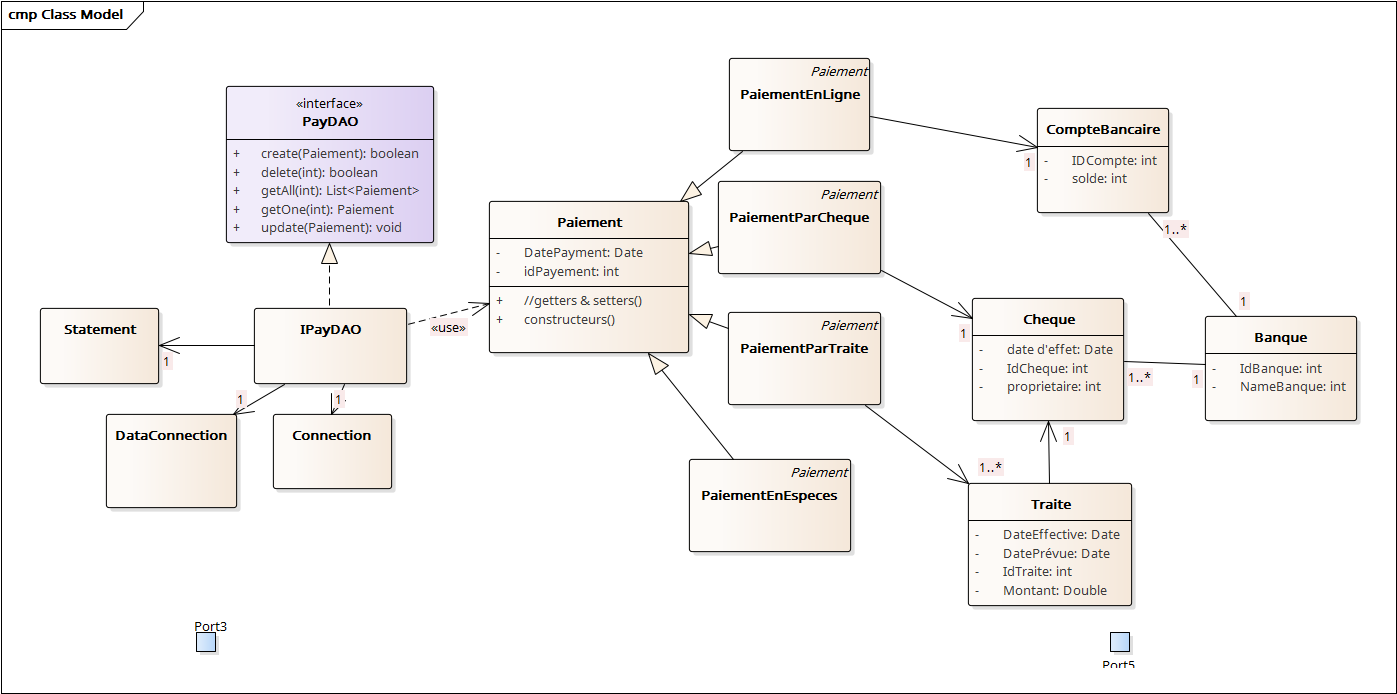 cmp Class Model
«interface»
PayDAO
+ create(Paiement): boolean
+ delete(int): boolean
+ getAll(int): List<Paiement>
+ getOne(int): Paiement
+ update(Paiement): void
Statement
1
IPayDAO
«use»
1
1
DataConnection
Connection
Paiement
- DatePayment: Date
- idPayement: int
+ //getters & setters()
+ constructeurs()
Paiement
PaiementEnLigne
Paiement
PaiementParCheque
Paiement
PaiementParTraite
Paiement
PaiementEnEspeces
1
CompteBancaire
- IDCompte: int
- solde: int
1..*
1
1
Cheque
- date d'effet: Date
- IdCheque: int
- proprietaire: int
1..*
1
Banque
- IdBanque: int
- NameBanque: int
1
1..*
Traite
- DateEffective: Date
- DatePrévue: Date
- IdTraite: int
- Montant: Double
Port3
Port5